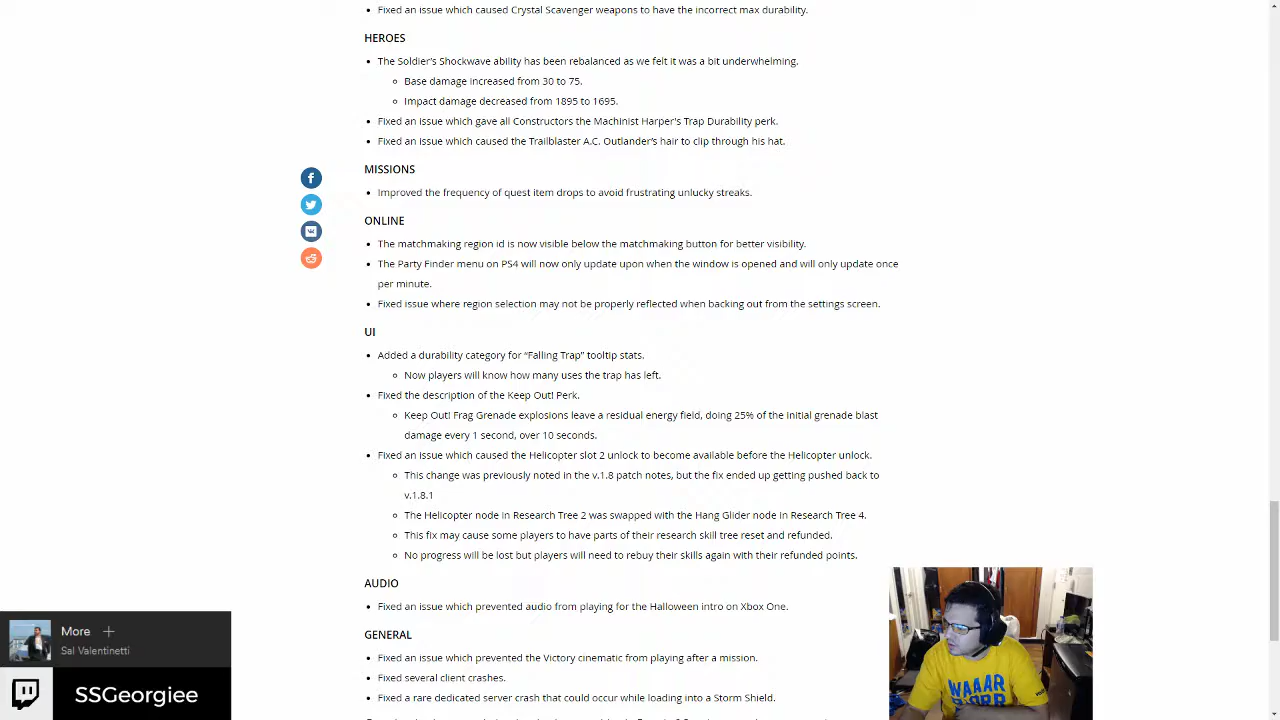 Fixed an issue which caused Crystal Scavenger weapons to have the incorrect max durability.
HEROES
The Soldier's Shockwave ability has been rebalanced as we felt it was a bit underwhelming.
Base damage increased from 30 to 75.
Impact damage decreased from 1895 to 1695.
Fixed an issue which gave all Constructors the Machinist Harper's Trap Durability perk.
Fixed an issue which caused the Trailblaster A.C. Outlander's hair to clip through his hat.
MISSIONS
Improved the frequency of quest item drops to avoid frustrating unlucky streaks.
ONLINE
The matchmaking region id is now visible below the matchmaking button for better visibility.
The Party Finder menu on PS4 will now only update upon when the window is opened and will only update once
per minute.
Fixed issue where region selection may not be properly reflected when backing out from the settings screen.
UI
Added a durability category for “Falling Trap” tooltip stats.
Now players will know how many uses the trap has left.
Fixed the description of the Keep Out! Perk.
Keep Out! Frag Grenade explosions leave a residual energy field, doing 25% of the initial grenade blast
damage every 1 second, over 10 seconds.
Fixed an issue which caused the Helicopter slot 2 unlock to become available before the Helicopter unlock.
This change was previously noted in the v.1.8 patch notes, but the fix ended up getting pushed back to
v.1.8.1
The Helicopter node in Research Tree 2 was swapped with the Hang Glider node in Research Tree 4.
This fix may cause some players to have parts of their research skill tree reset and refunded.
No progress will be lost but players will need to rebuy their skills again with their refunded points.
AUDIO
Fixed an issue which prevented audio from playing for the Halloween intro on Xbox One.
GENERAL
Fixed an issue which prevented the Victory cinematic from playing after a mission.
Fixed several client crashes.
Fixed a rare dedicated server crash that could occur while loading into a Storm Shield.
More
Sal Valentinetti
SSGeorgiee